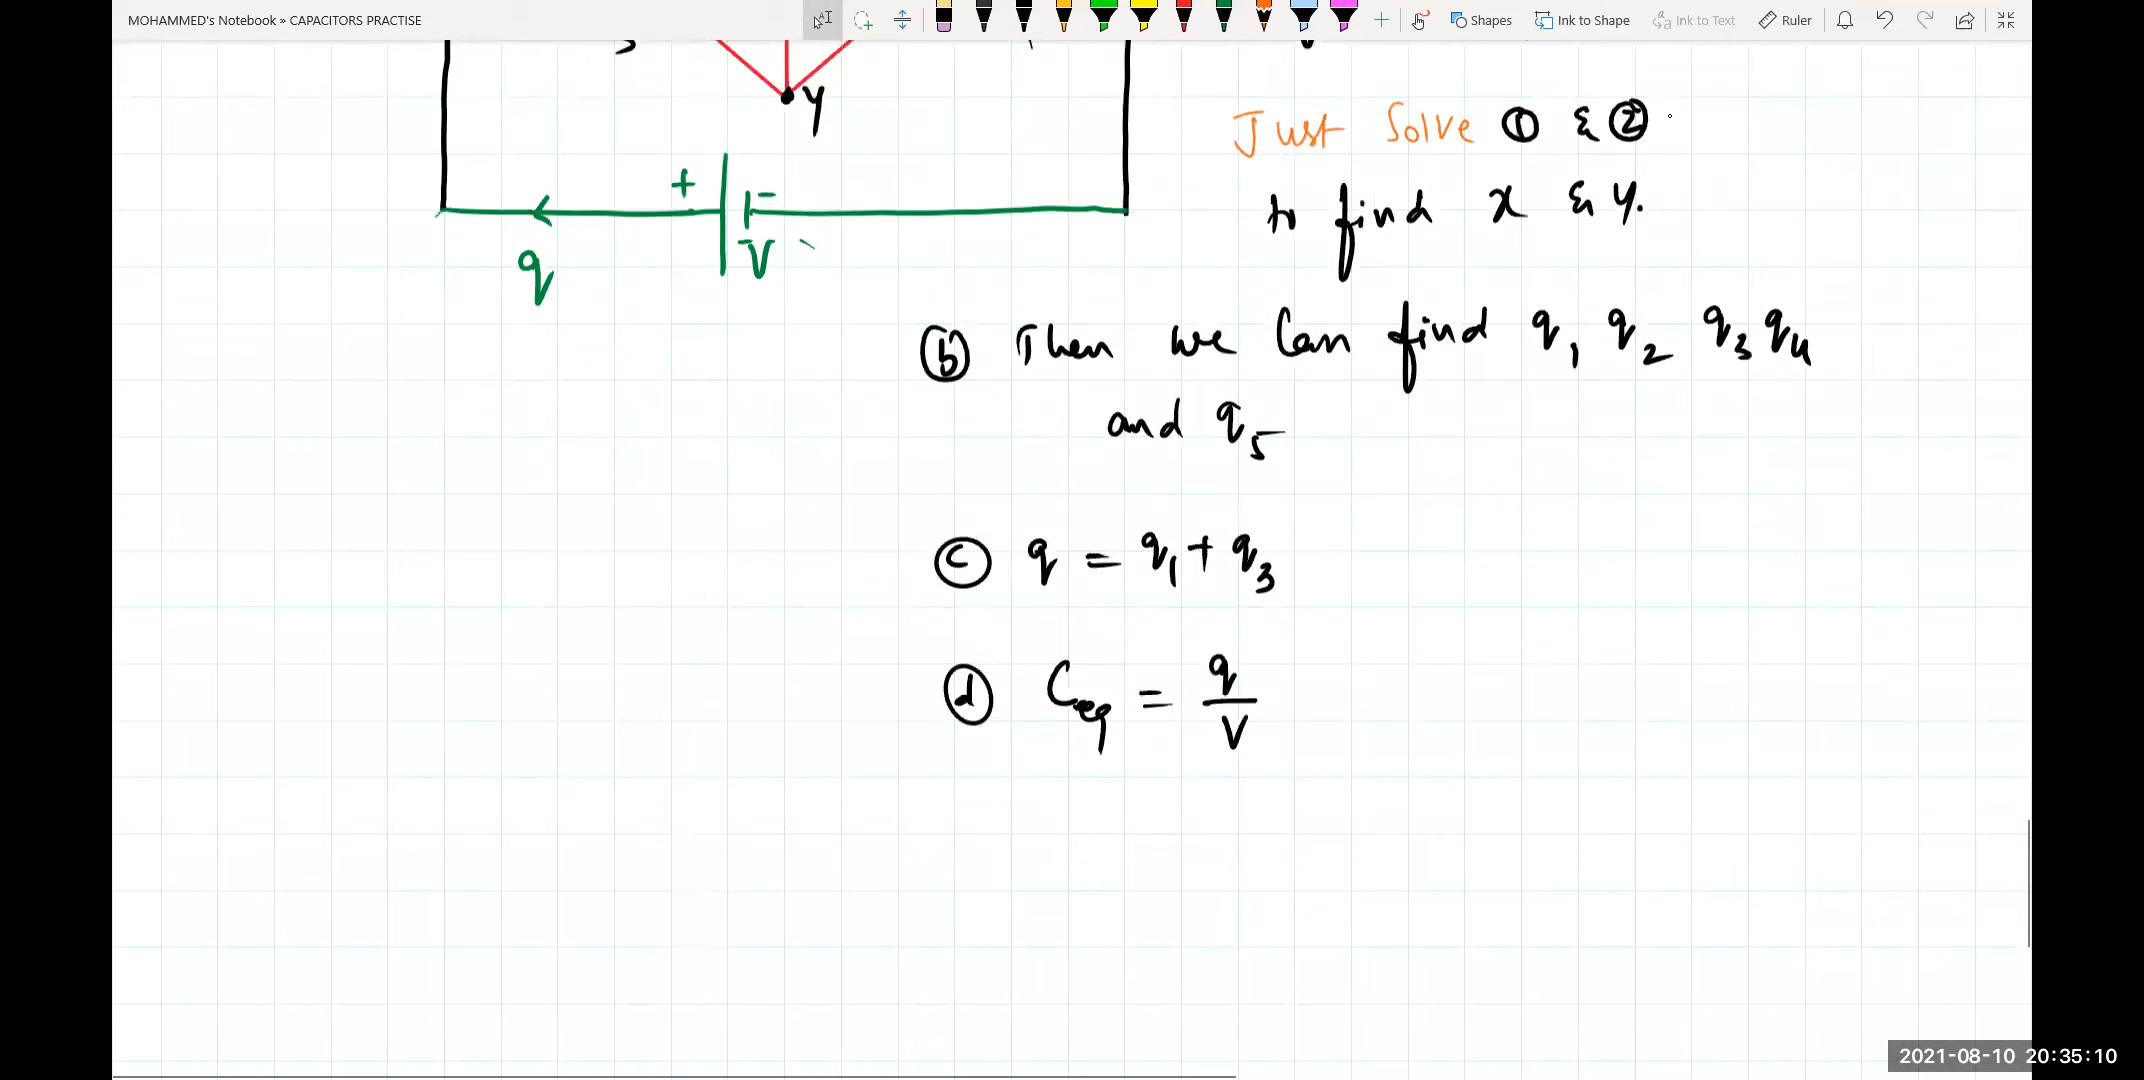 MOHAMMED's Notebook » CAPACITORS PRACTISE
Shapes
Ink to Shape
Ink to Text
Ruler
y
+ -
V
q
Just Solve ① & ②
to find x & y.
ⓑ Then we Can find q₁ q₂ q₃ q₄
and q₅
ⓒ q = q₁ + q₃
ⓓ Ceq = q/V
2021-08-10 20:35:10